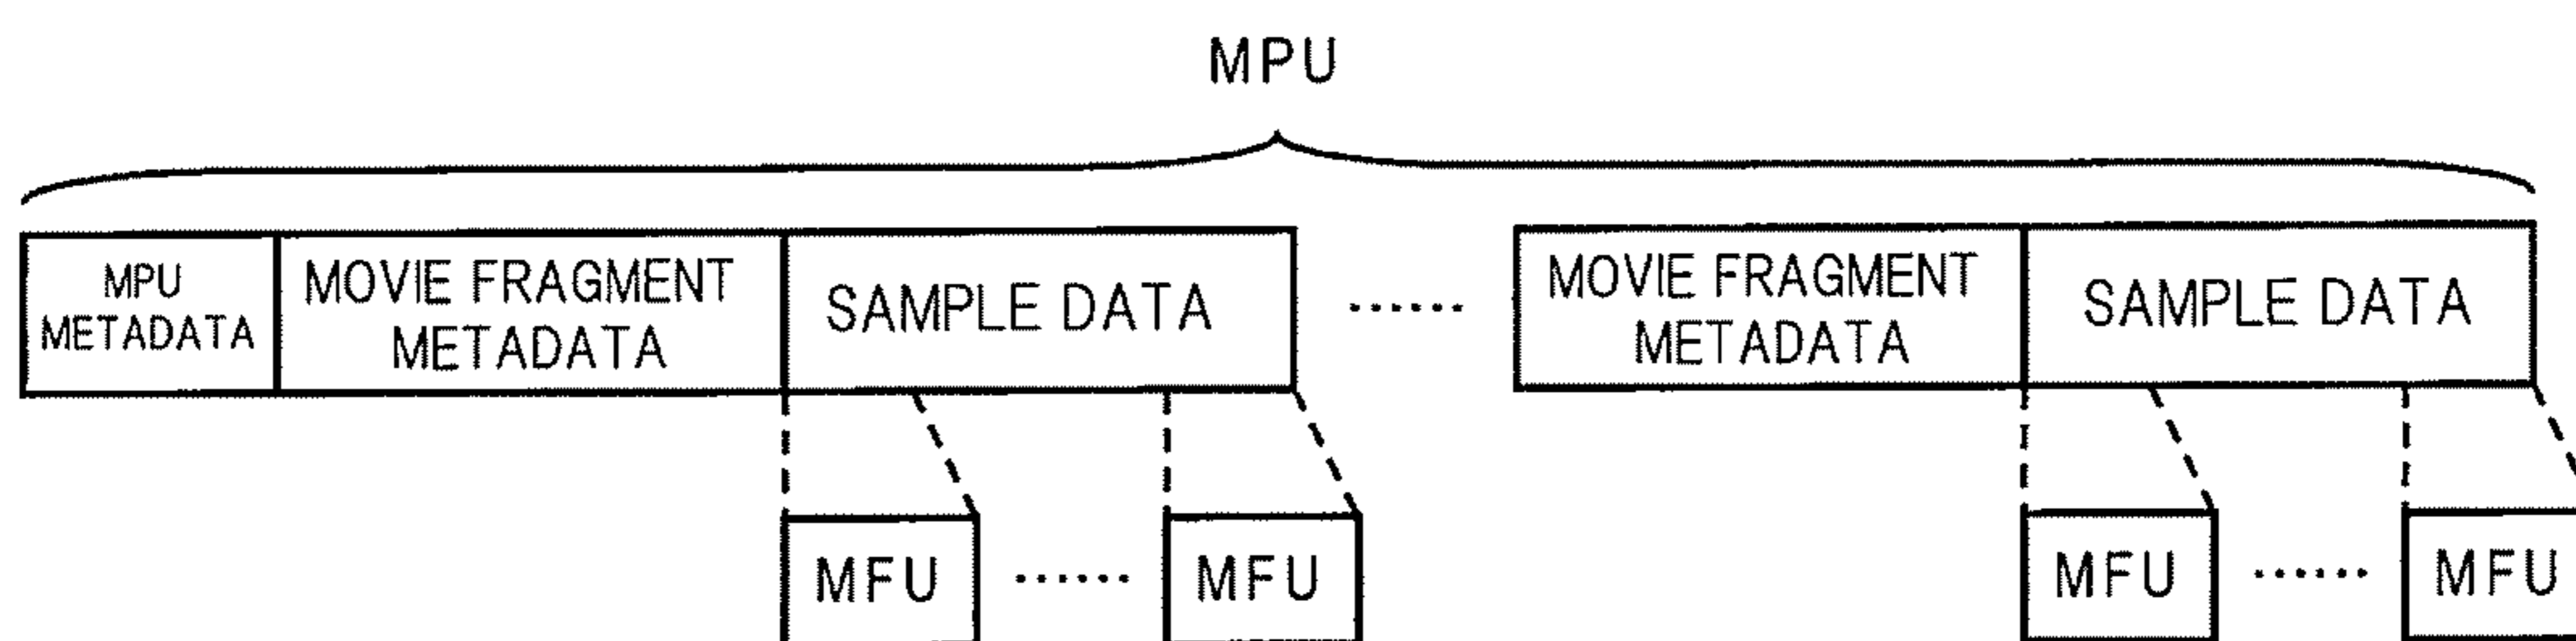 MPU
MPU
METADATA
MOVIE FRAGMENT
METADATA
SAMPLE DATA
......
MOVIE FRAGMENT
METADATA
SAMPLE DATA
MFU
......
MFU
MFU
......
MFU